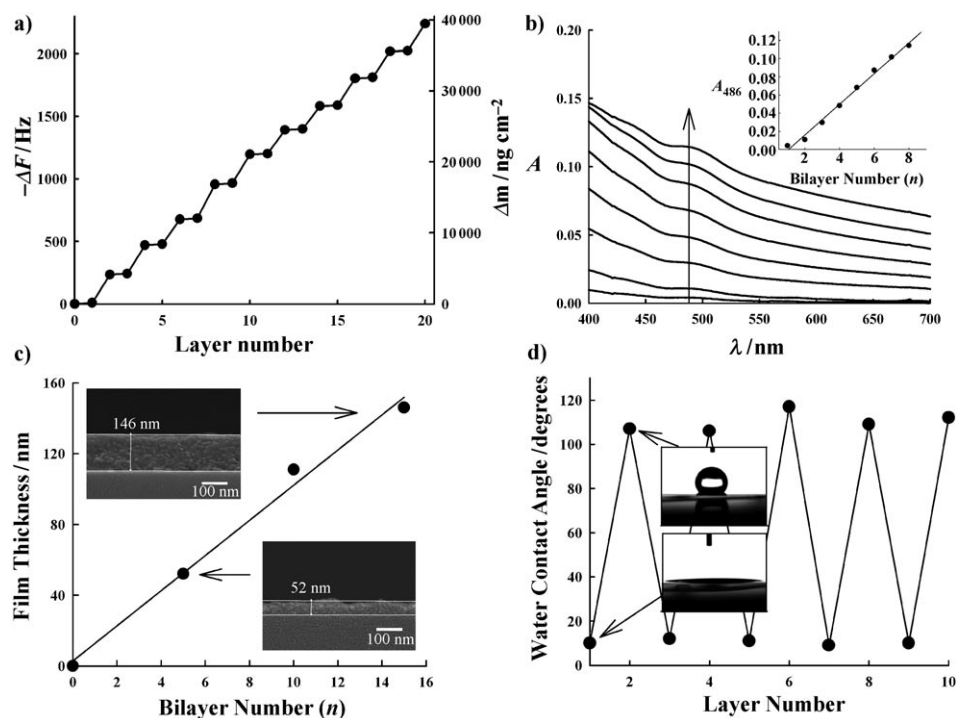 a)
2000
1500
1000
500
0
−ΔF/Hz
40 000
30 000
20 000
10 000
0
Δm/ng cm⁻²
0 5 10 15 20
Layer number
b)
0.20
0.15
0.10
0.05
0.00
A
400 450 500 550 600 650 700
λ/nm
0.12
0.10
0.08
0.06
0.04
0.02
0.00
A₄₈₆
0 2 4 6 8
Bilayer Number (n)
c)
160
120
80
40
0
Film Thickness/nm
146 nm
100 nm
52 nm
100 nm
0 2 4 6 8 10 12 14 16
Bilayer Number (n)
d)
120
100
80
60
40
20
0
Water Contact Angle/degrees
2 4 6 8 10
Layer Number